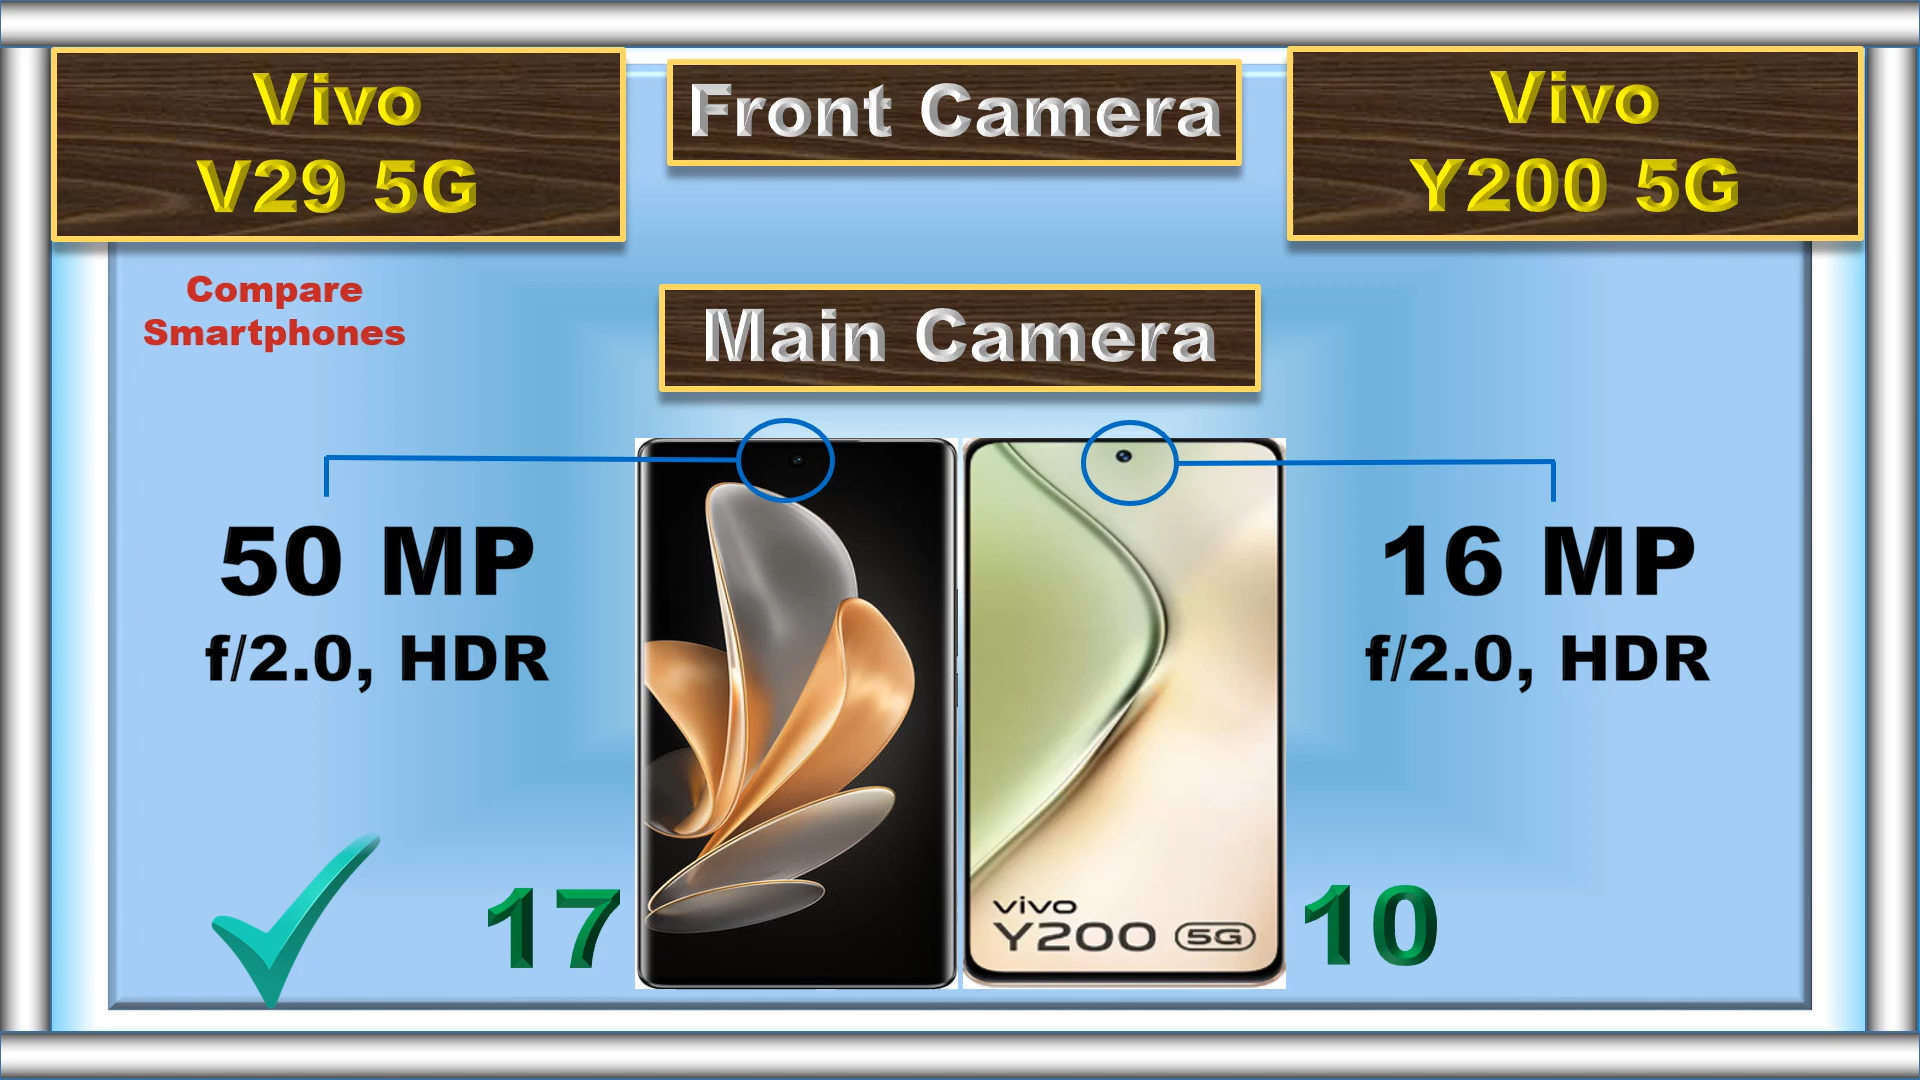 Vivo
V29 5G
Front Camera
Vivo
Y200 5G
Compare
Smartphones
Main Camera
50 MP
f/2.0, HDR
16 MP
f/2.0, HDR
17
vivo
Y200 5G
10